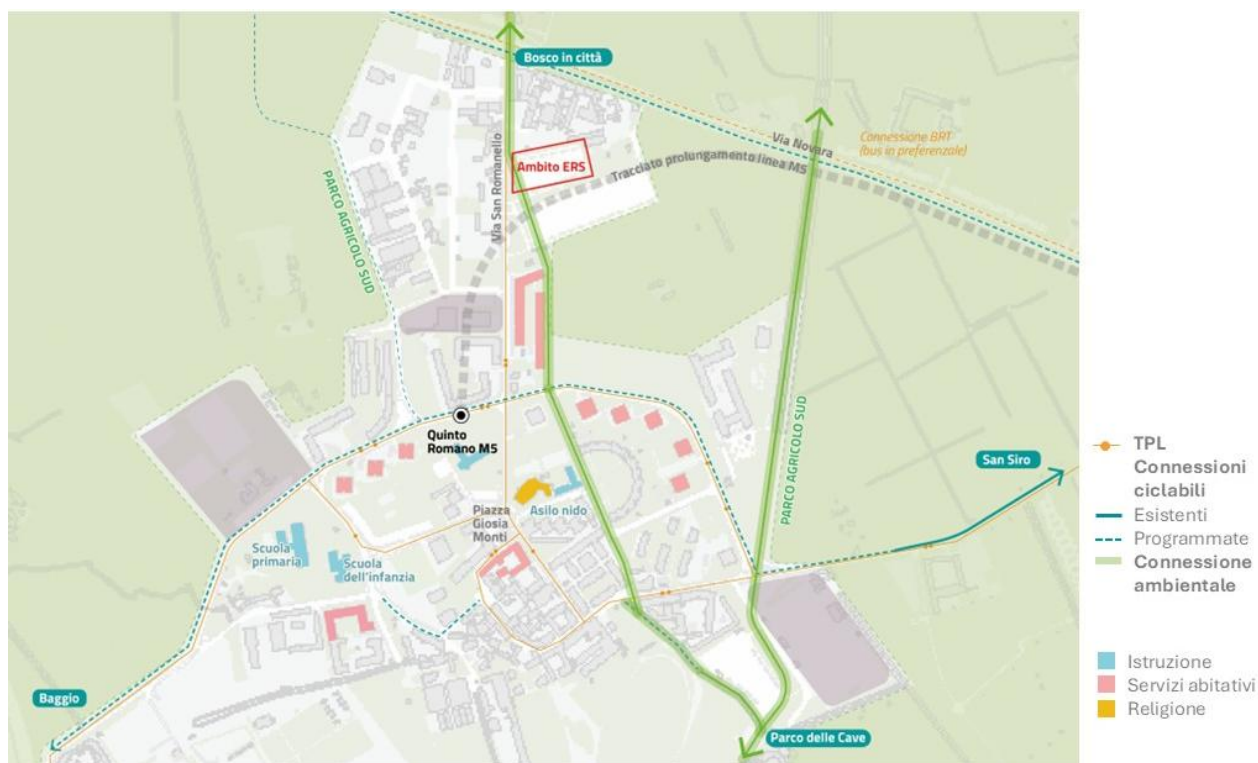 Bosco in città
Via Novara
Connessione BRT
(bus in preferenziale)
Ambito ERS
Via San Romanello
Tracciato prolungamento linea M5
PARCO AGRICOLO SUD
PARCO AGRICOLO SUD
Quinto
Romano M5
San Siro
Piazza
Giosia
Monti
Asilo nido
Scuola
primaria
Scuola
dell'infanzia
Baggio
Parco delle Cave
TPL
Connessioni
ciclabili
Esistenti
Programmate
Connessione
ambientale
Istruzione
Servizi abitativi
Religione